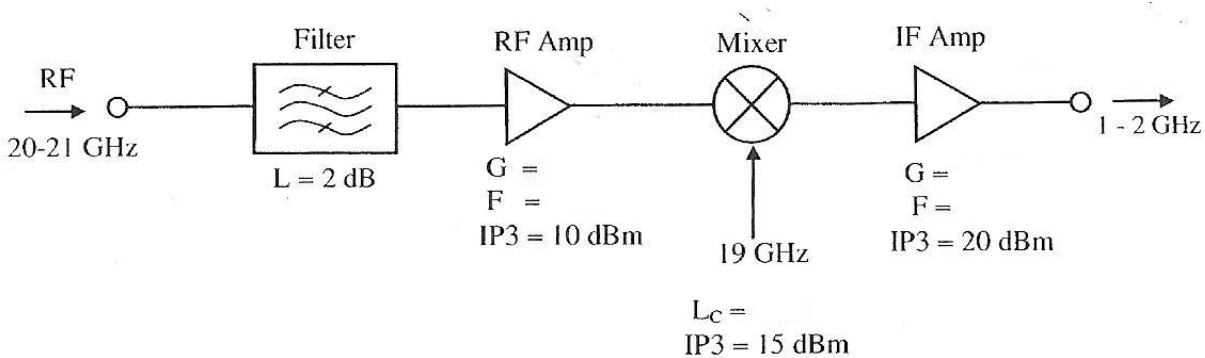 Filter
RF Amp
Mixer
IF Amp
RF
20-21 GHz
1 - 2 GHz
L = 2 dB
G =
F =
IP3 = 10 dBm
19 GHz
L_C =
IP3 = 15 dBm
G =
F =
IP3 = 20 dBm